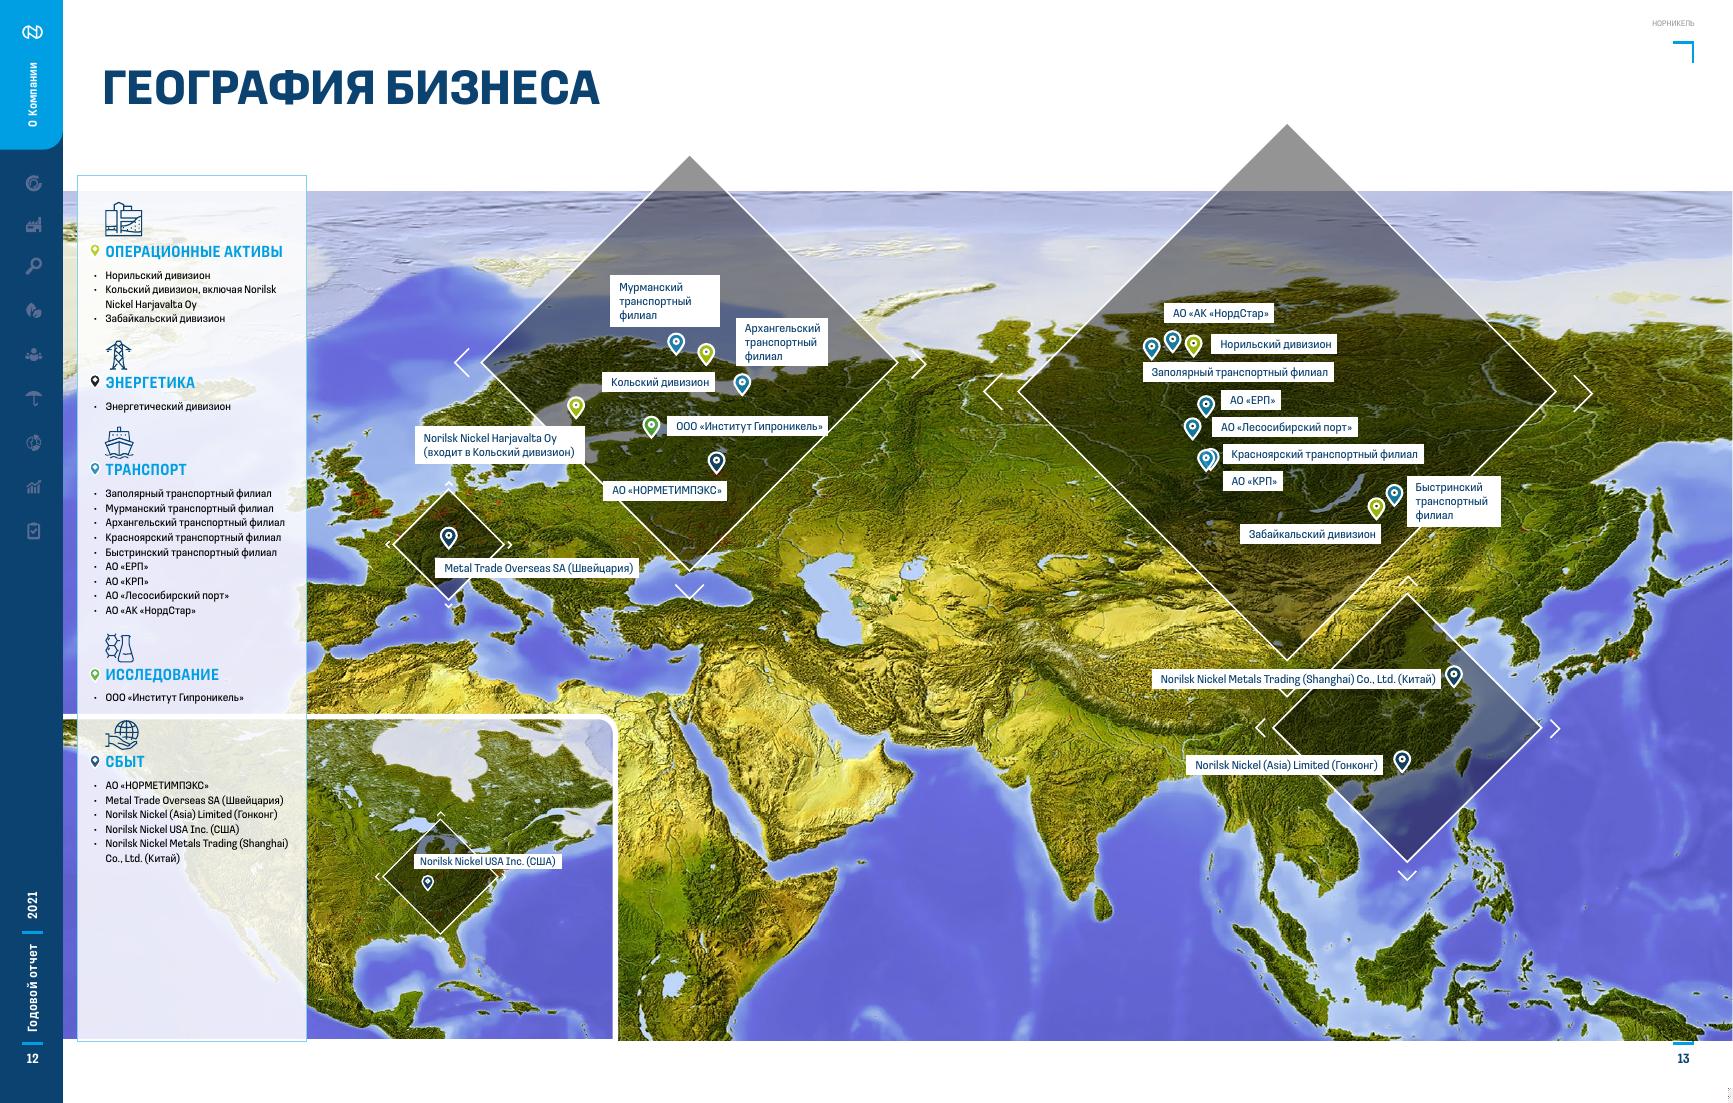 НОРНИКЕЛЬ
О Компании
ГЕОГРАФИЯ БИЗНЕСА
ОПЕРАЦИОННЫЕ АКТИВЫ
• Норильский дивизион
• Кольский дивизион, включая Norilsk
Nickel Harjavalta Oy
• Забайкальский дивизион
ЭНЕРГЕТИКА
• Энергетический дивизион
ТРАНСПОРТ
• Заполярный транспортный филиал
• Мурманский транспортный филиал
• Архангельский транспортный филиал
• Красноярский транспортный филиал
• Быстринский транспортный филиал
• АО «ЕРП»
• АО «КРП»
• АО «Лесосибирский порт»
• АО «АК «НордСтар»
ИССЛЕДОВАНИЕ
• ООО «Институт Гипроникель»
СБЫТ
• АО «НОРМЕТИМПЭКС»
• Metal Trade Overseas SA (Швейцария)
• Norilsk Nickel (Asia) Limited (Гонконг)
• Norilsk Nickel USA Inc. (США)
• Norilsk Nickel Metals Trading (Shanghai)
Co., Ltd. (Китай)
Мурманский
транспортный
филиал
Архангельский
транспортный
филиал
Кольский дивизион
ООО «Институт Гипроникель»
Norilsk Nickel Harjavalta Oy
(входит в Кольский дивизион)
АО «НОРМЕТИМПЭКС»
Metal Trade Overseas SA (Швейцария)
АО «АК «НордСтар»
Норильский дивизион
Заполярный транспортный филиал
АО «ЕРП»
АО «Лесосибирский порт»
Красноярский транспортный филиал
АО «КРП»
Быстринский
транспортный
филиал
Забайкальский дивизион
Norilsk Nickel Metals Trading (Shanghai) Co., Ltd. (Китай)
Norilsk Nickel (Asia) Limited (Гонконг)
Norilsk Nickel USA Inc. (США)
Годовой отчет
2021
12
13